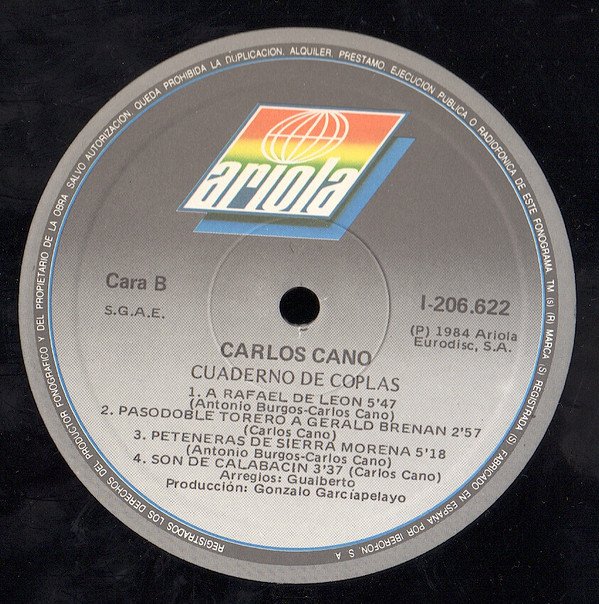 REGISTRADOS LOS DERECHOS DEL PRODUCTOR FONOGRAFICO Y DEL PROPIETARIO DE LA OBRA SALVO AUTORIZACION, QUEDA PROHIBIDA LA DUPLICACION, ALQUILER, PRESTAMO, EJECUCION PUBLICA O RADIOFONICA DE ESTE FONOGRAMA TM (s) (R) MARCA (S) REGISTRADA (S) FABRICADO EN ESPAÑA POR IBEROFON, S. A
ariola
Cara B
S.G.A.E.
I-206.622
(P) 1984 Ariola
Eurodisc, S.A.
CARLOS CANO
CUADERNO DE COPLAS
1. A RAFAEL DE LEON 5'47
(Antonio Burgos-Carlos Cano)
2. PASODOBLE TORERO A GERALD BRENAN 2'57
(Carlos Cano)
3. PETENERAS DE SIERRA MORENA 5'18
(Antonio Burgos-Carlos Cano)
4. SON DE CALABACIN 3'37 (Carlos Cano)
Arreglos: Gualberto
Producción: Gonzalo Garcíapelayo